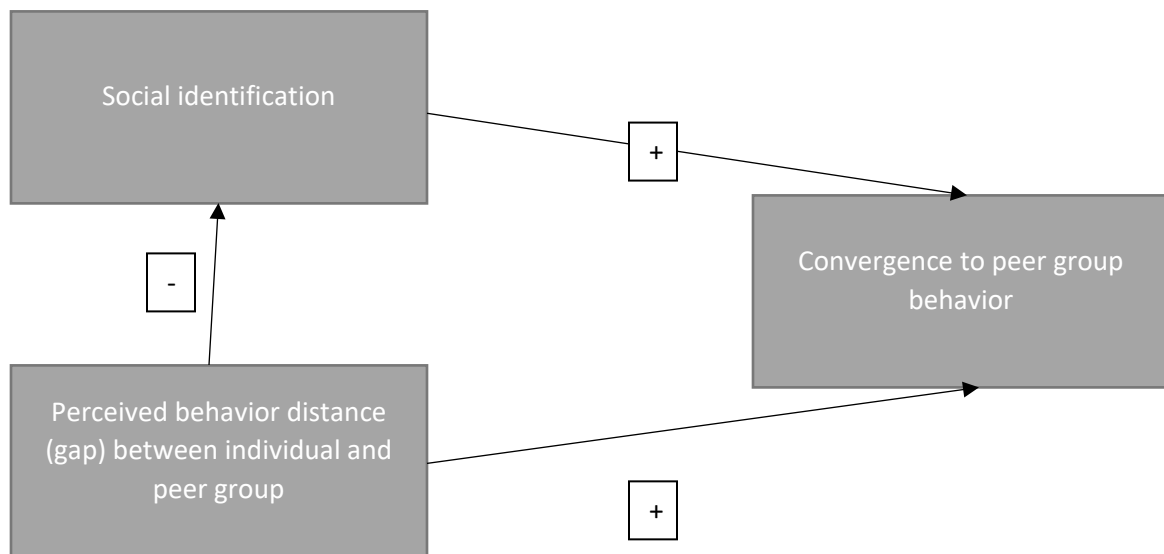 Social identification
+
Convergence to peer group
behavior
-
Perceived behavior distance
(gap) between individual and
peer group
+